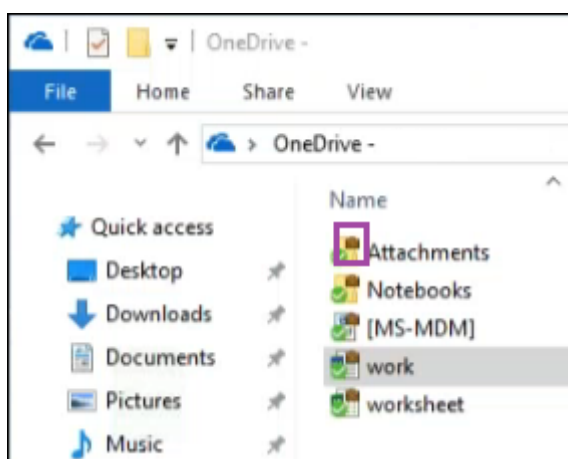 OneDrive -
File Home Share View
OneDrive -
Name
Quick access
Attachments
Desktop
Notebooks
Downloads
[MS-MDM]
Documents
work
Pictures
worksheet
Music